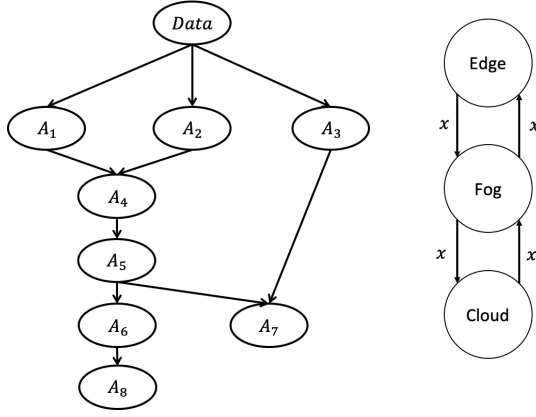 Data
A₁
A₂
A₃
A₄
A₅
A₆
A₇
A₈
Edge
x
x
Fog
x
x
Cloud